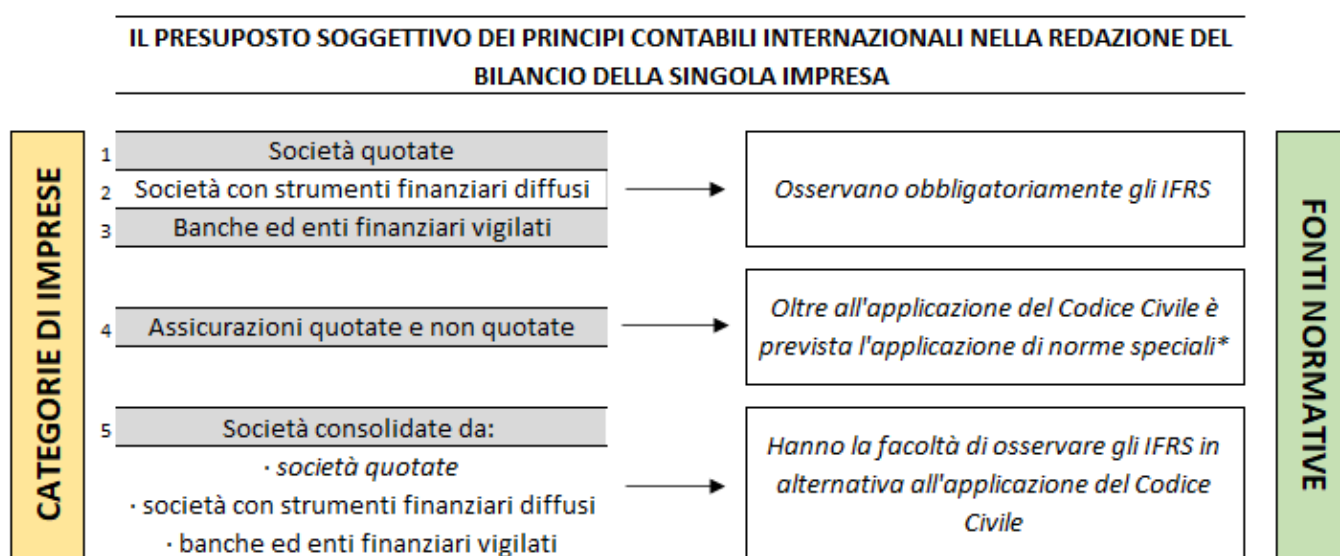 IL PRESUPOSTO SOGGETTIVO DEI PRINCIPI CONTABILI INTERNAZIONALI NELLA REDAZIONE DEL
BILANCIO DELLA SINGOLA IMPRESA
CATEGORIE DI IMPRESE
1 Società quotate
2 Società con strumenti finanziari diffusi
3 Banche ed enti finanziari vigilati
Osservano obbligatoriamente gli IFRS
4 Assicurazioni quotate e non quotate
Oltre all'applicazione del Codice Civile è
prevista l'applicazione di norme speciali*
5 Società consolidate da:
· società quotate
· società con strumenti finanziari diffusi
· banche ed enti finanziari vigilati
Hanno la facoltà di osservare gli IFRS in
alternativa all'applicazione del Codice
Civile
FONTI NORMATIVE